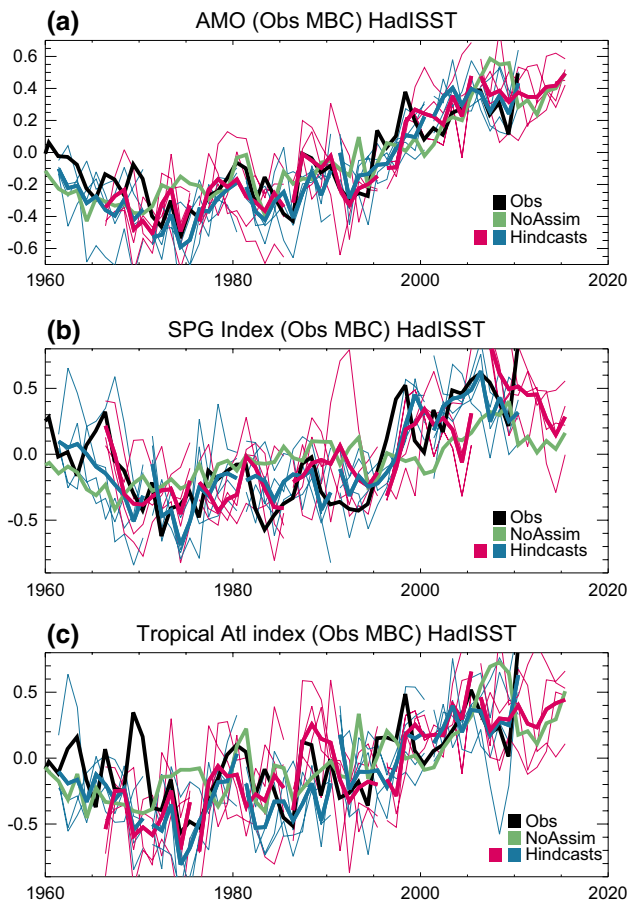 (a) AMO (Obs MBC) HadISST
0.6
0.4
0.2
0.0
-0.2
-0.4
-0.6
Obs
NoAssim
Hindcasts
1960 1980 2000 2020
(b) SPG Index (Obs MBC) HadISST
0.5
0.0
-0.5
Obs
NoAssim
Hindcasts
1960 1980 2000 2020
(c) Tropical Atl index (Obs MBC) HadISST
0.5
0.0
-0.5
Obs
NoAssim
Hindcasts
1960 1980 2000 2020